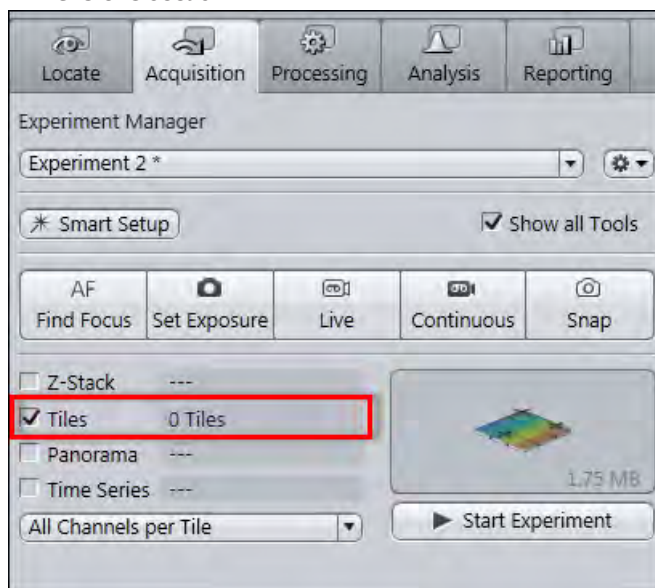 Locate Acquisition Processing Analysis Reporting
Experiment Manager
Experiment 2 *
Smart Setup Show all Tools
AF
Find Focus Set Exposure Live Continuous Snap
Z-Stack ---
Tiles 0 Tiles
Panorama ---
1.75 MB
Time Series ---
All Channels per Tile Start Experiment